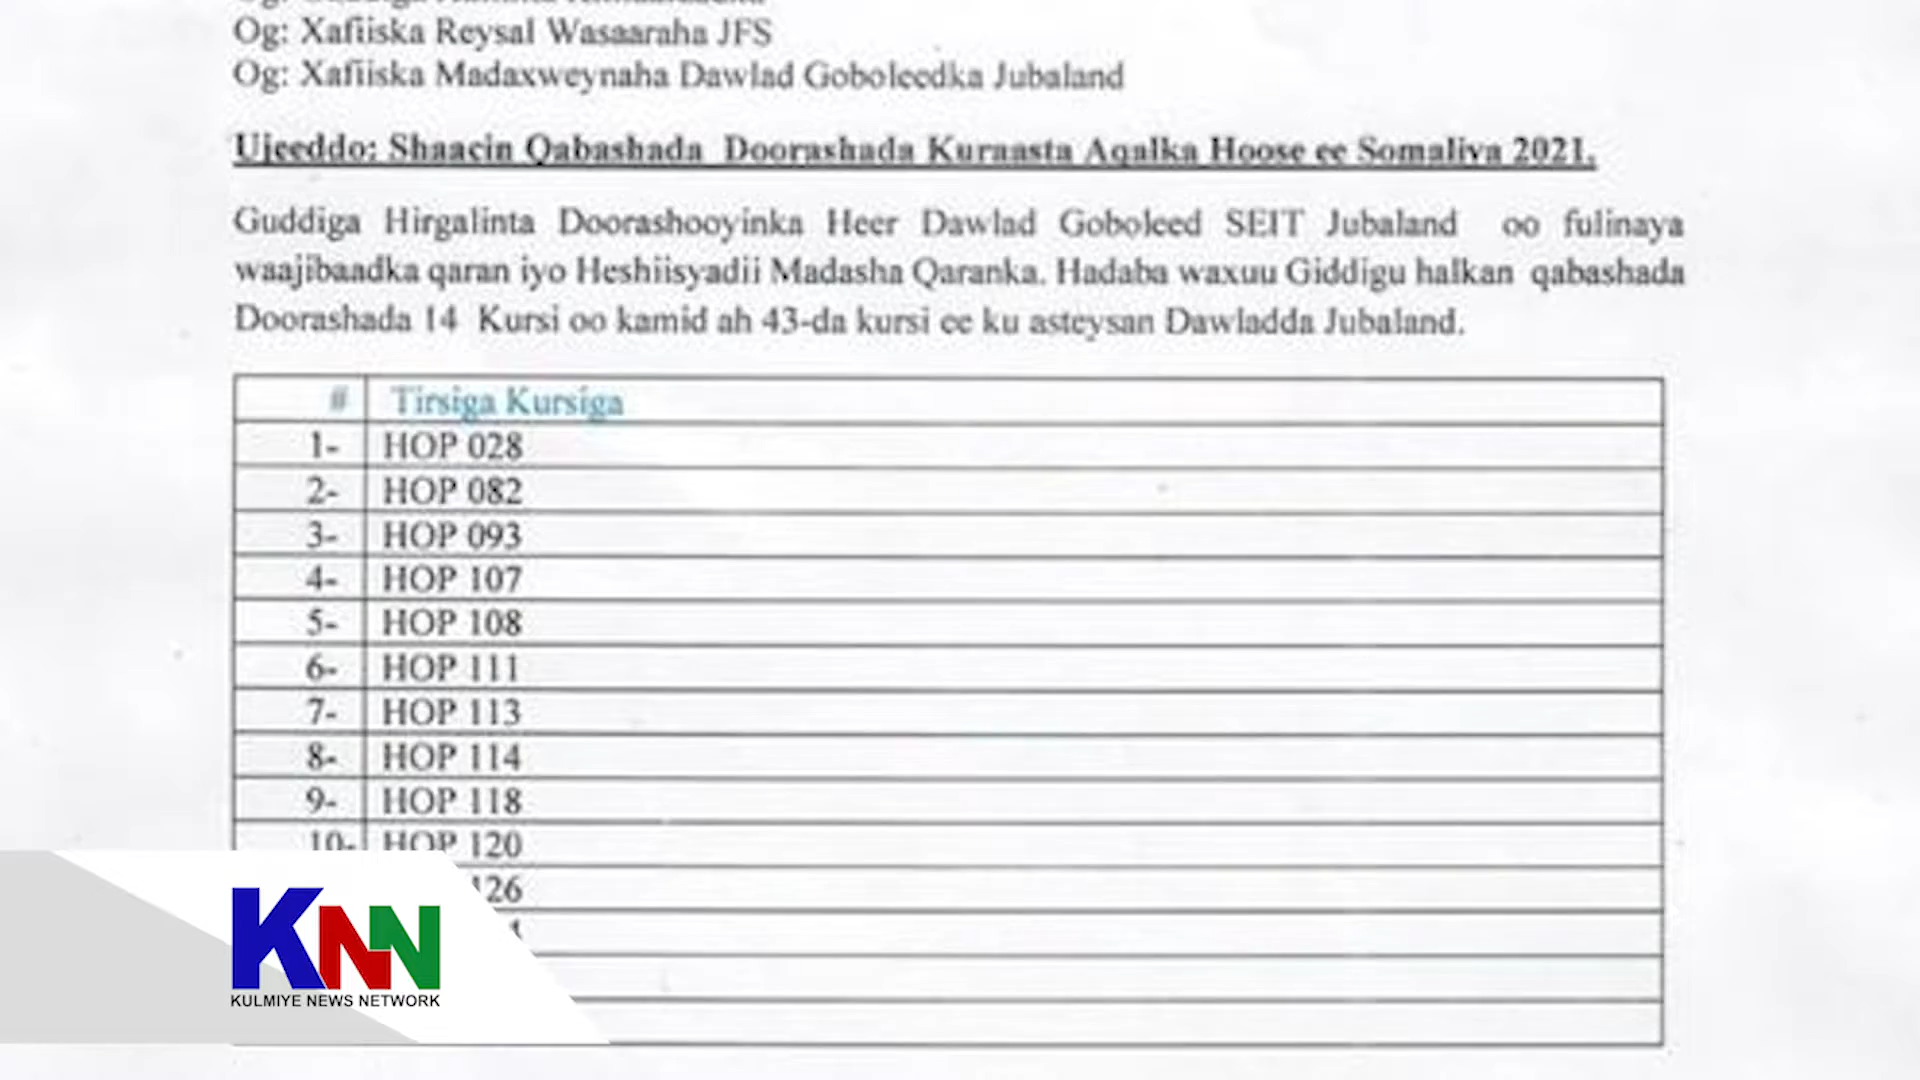 Og: Xafiiska Reysal Wasaaraha JFS
Og: Xafiiska Madaxweynaha Dawlad Goboleedka Jubaland
Ujeeddo: Shaacin Qabashada Doorashada Kuraasta Aqalka Hoose ee Somaliya 2021.
Guddiga Hirgalinta Doorashooyinka Heer Dawlad Goboleed SEIT Jubaland oo fulinaya
waajibaadka qaran iyo Heshiisyadii Madasha Qaranka. Hadaba waxuu Giddigu halkan qabashada
Doorashada 14 Kursi oo kamid ah 43-da kursi ee ku asteysan Dawladda Jubaland.
# Tirsiga Kursiga
1- HOP 028
2- HOP 082
3- HOP 093
4- HOP 107
5- HOP 108
6- HOP 111
7- HOP 113
8- HOP 114
9- HOP 118
10- HOP 120
126
KNN
KULMIYE NEWS NETWORK